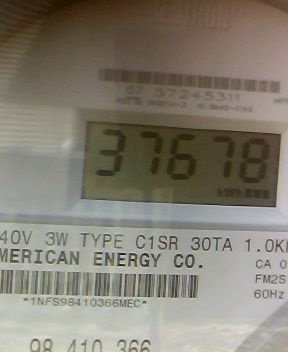 07 57245311
37678
kWh
40V 3W TYPE C1SR 30TA 1.0K
MERICAN ENERGY CO.
CA 0
FM2S
60Hz
*1NFS98410366MEC*
98 410 366